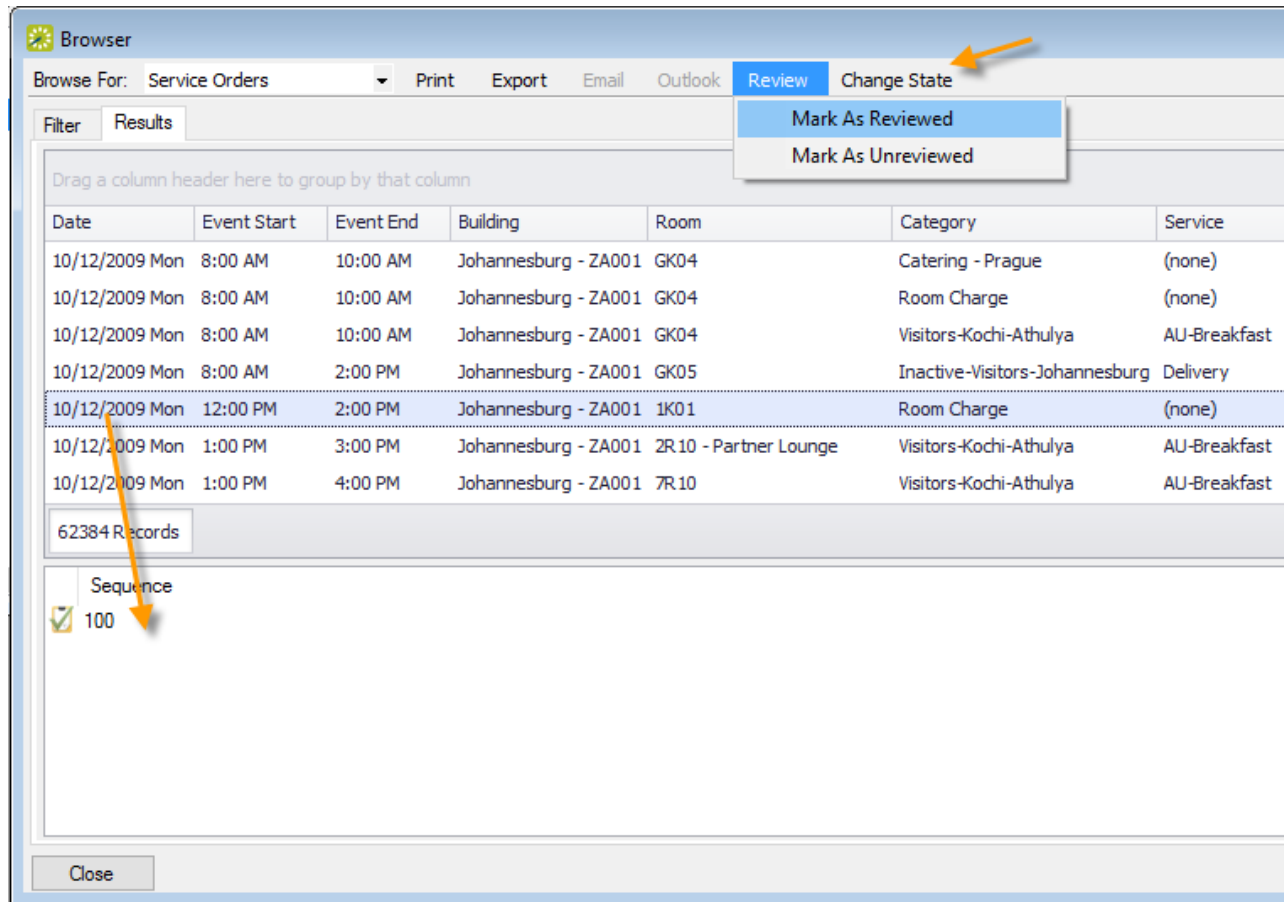 Browser
Browse For: Service Orders Print Export Email Outlook Review Change State
Mark As Reviewed
Mark As Unreviewed
Filter Results
Drag a column header here to group by that column
Date Event Start Event End Building Room Category Service
10/12/2009 Mon 8:00 AM 10:00 AM Johannesburg - ZA001 GK04 Catering - Prague (none)
10/12/2009 Mon 8:00 AM 10:00 AM Johannesburg - ZA001 GK04 Room Charge (none)
10/12/2009 Mon 8:00 AM 10:00 AM Johannesburg - ZA001 GK04 Visitors-Kochi-Athulya AU-Breakfast
10/12/2009 Mon 8:00 AM 2:00 PM Johannesburg - ZA001 GK05 Inactive-Visitors-Johannesburg Delivery
10/12/2009 Mon 12:00 PM 2:00 PM Johannesburg - ZA001 1K01 Room Charge (none)
10/12/2009 Mon 1:00 PM 3:00 PM Johannesburg - ZA001 2R10 - Partner Lounge Visitors-Kochi-Athulya AU-Breakfast
10/12/2009 Mon 1:00 PM 4:00 PM Johannesburg - ZA001 7R10 Visitors-Kochi-Athulya AU-Breakfast
62384 Records
Sequence
100
Close